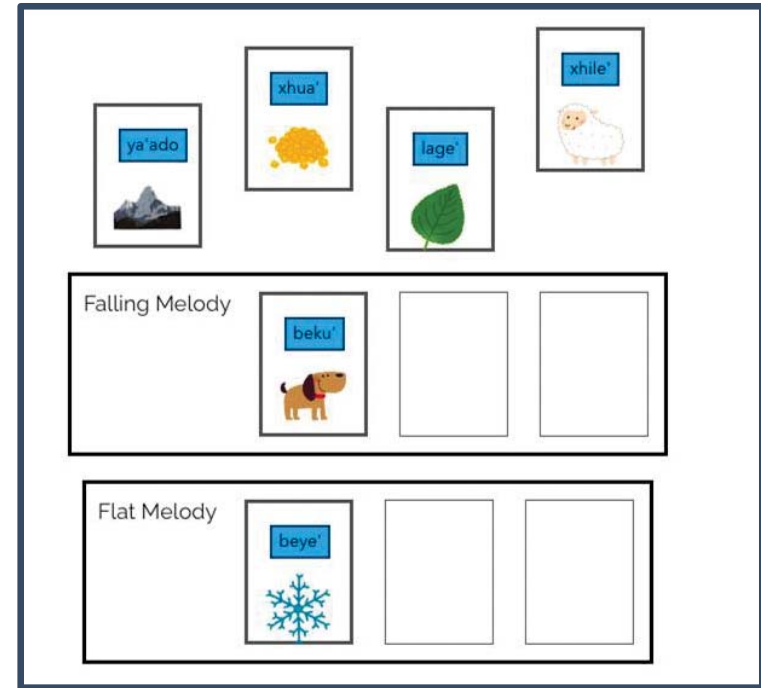 xhile'
xhua'
ya'ado
lage'
Falling Melody
beku'
Flat Melody
beye'